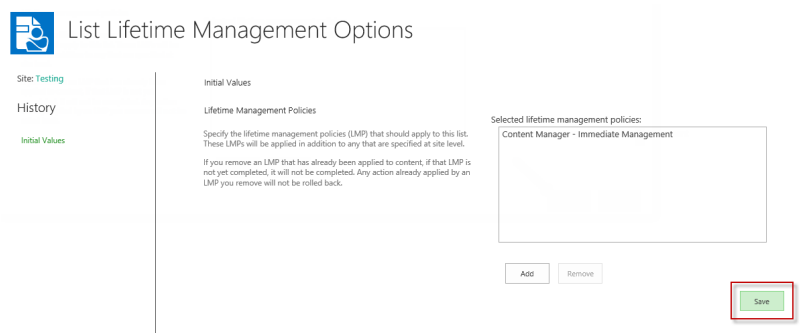 List Lifetime Management Options
Site: Testing
History
Initial Values
Initial Values
Lifetime Management Policies
Specify the lifetime management policies (LMP) that should apply to this list.
These LMPs will be applied in addition to any that are specified at site level.
If you remove an LMP that has already been applied to content, if that LMP is
not yet completed, it will not be completed. Any action already applied by an
LMP you remove will not be rolled back.
Selected lifetime management policies:
Content Manager - Immediate Management
Add
Remove
Save